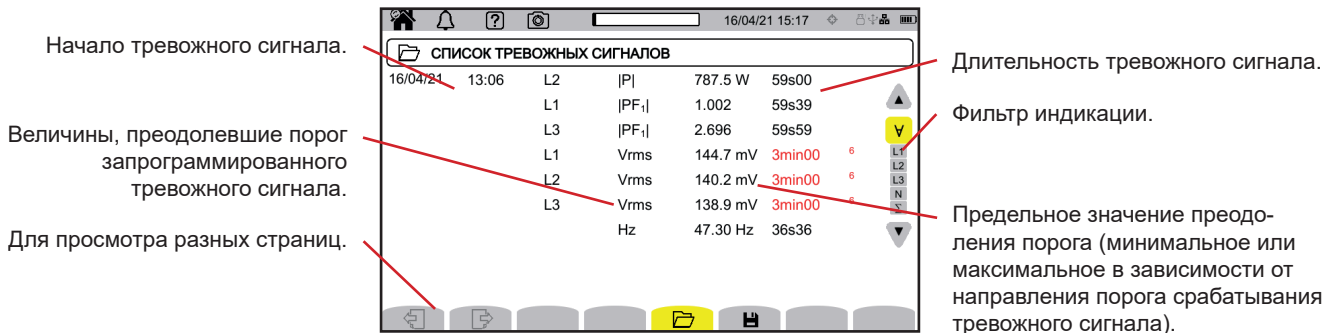 16/04/21 15:17
СПИСОК ТРЕВОЖНЫХ СИГНАЛОВ
16/04/21 13:06 L2 |P| 787.5 W 59s00
L1 |PF₁| 1.002 59s39
L3 |PF₁| 2.696 59s59
L1 Vrms 144.7 mV 3min00 6
L2 Vrms 140.2 mV 3min00 6
L3 Vrms 138.9 mV 3min00 6
Hz 47.30 Hz 36s36
∀
L1
L2
L3
N
Σ
Начало тревожного сигнала.
Величины, преодолевшие порог
запрограммированного
тревожного сигнала.
Для просмотра разных страниц.
Длительность тревожного сигнала.
Фильтр индикации.
Предельное значение преодо-
ления порога (минимальное или
максимальное в зависимости от
направления порога срабатывания
тревожного сигнала).